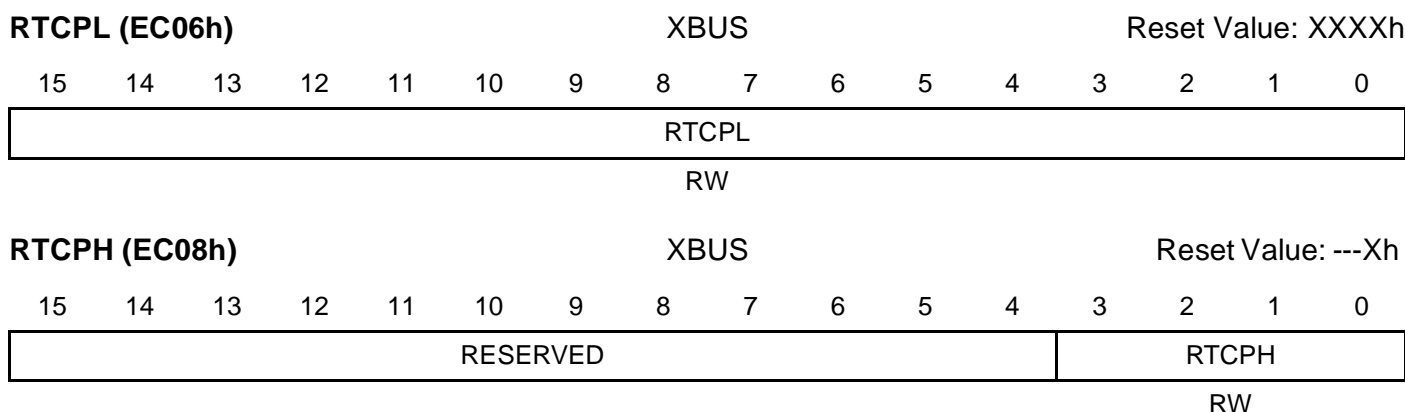 RTCPL (EC06h) XBUS Reset Value: XXXXh
15 14 13 12 11 10 9 8 7 6 5 4 3 2 1 0
RTCPL
RW
RTCPH (EC08h) XBUS Reset Value: ---Xh
15 14 13 12 11 10 9 8 7 6 5 4 3 2 1 0
RESERVED RTCPH
RW